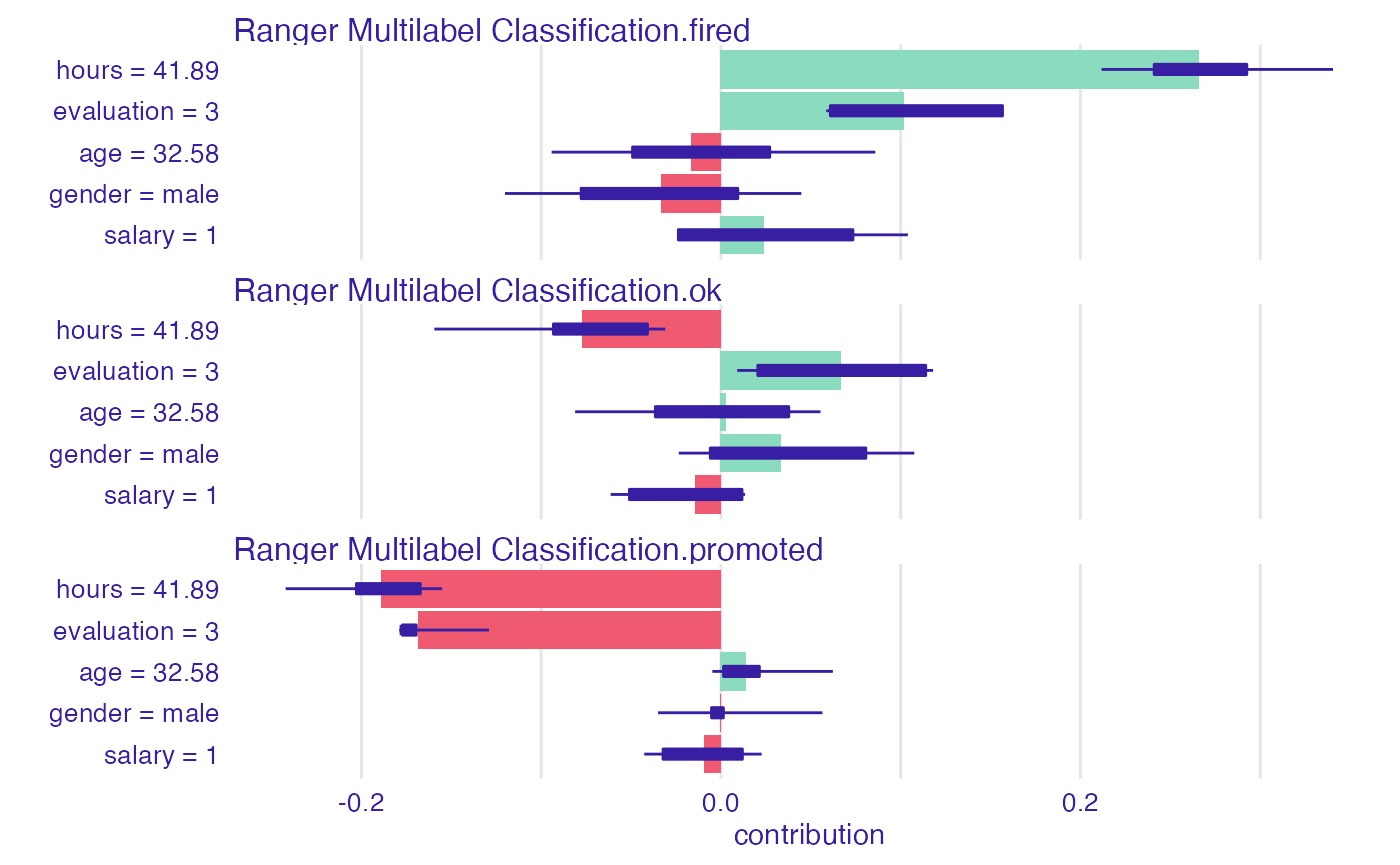 Ranger Multilabel Classification.fired
hours = 41.89
evaluation = 3
age = 32.58
gender = male
salary = 1
Ranger Multilabel Classification.ok
hours = 41.89
evaluation = 3
age = 32.58
gender = male
salary = 1
Ranger Multilabel Classification.promoted
hours = 41.89
evaluation = 3
age = 32.58
gender = male
salary = 1
-0.2 0.0 0.2
contribution